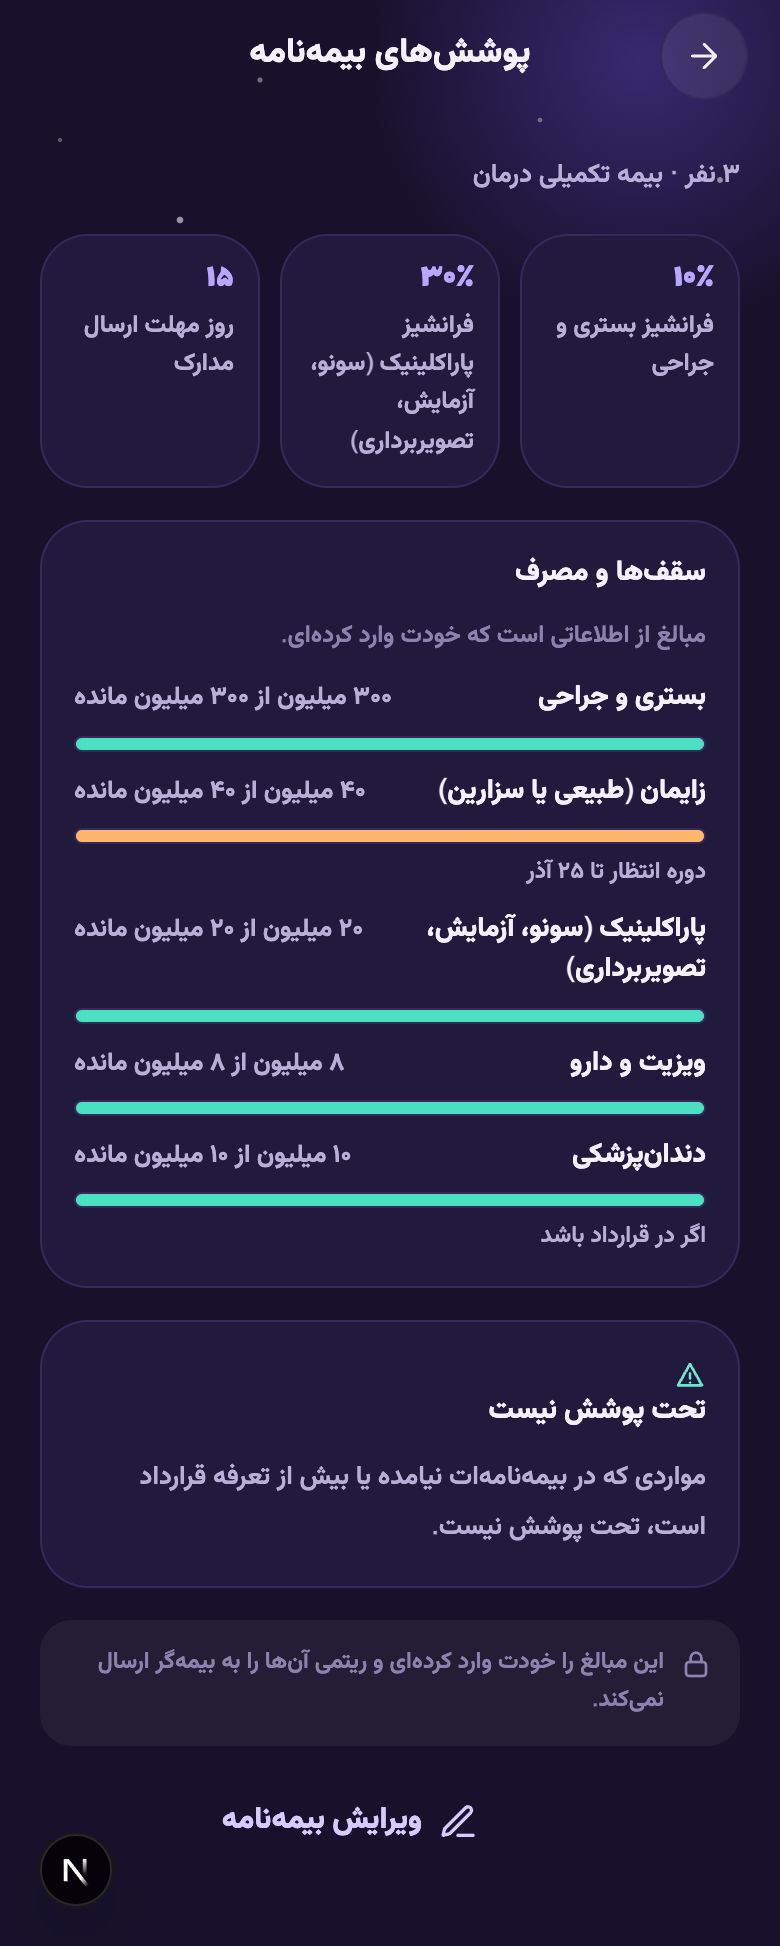 پوشش‌های بیمه‌نامه
۳ نفر · بیمه تکمیلی درمان
۱۰٪
فرانشیز بستری و
جراحی
۳۰٪
فرانشیز
پاراکلینیک (سونو،
آزمایش،
تصویربرداری)
۱۵
روز مهلت ارسال
مدارک
سقف‌ها و مصرف
مبالغ از اطلاعاتی است که خودت وارد کرده‌ای.
بستری و جراحی
۳۰۰ میلیون از ۳۰۰ میلیون مانده
زایمان (طبیعی یا سزارین)
۴۰ میلیون از ۴۰ میلیون مانده
دوره انتظار تا ۲۵ آذر
پاراکلینیک (سونو، آزمایش،
تصویربرداری)
۲۰ میلیون از ۲۰ میلیون مانده
ویزیت و دارو
۸ میلیون از ۸ میلیون مانده
دندان‌پزشکی
۱۰ میلیون از ۱۰ میلیون مانده
اگر در قرارداد باشد
تحت پوشش نیست
مواردی که در بیمه‌نامه‌ات نیامده یا بیش از تعرفه قرارداد
است، تحت پوشش نیست.
این مبالغ را خودت وارد کرده‌ای و ریتمی آن‌ها را به بیمه‌گر ارسال
نمی‌کند.
ویرایش بیمه‌نامه
N